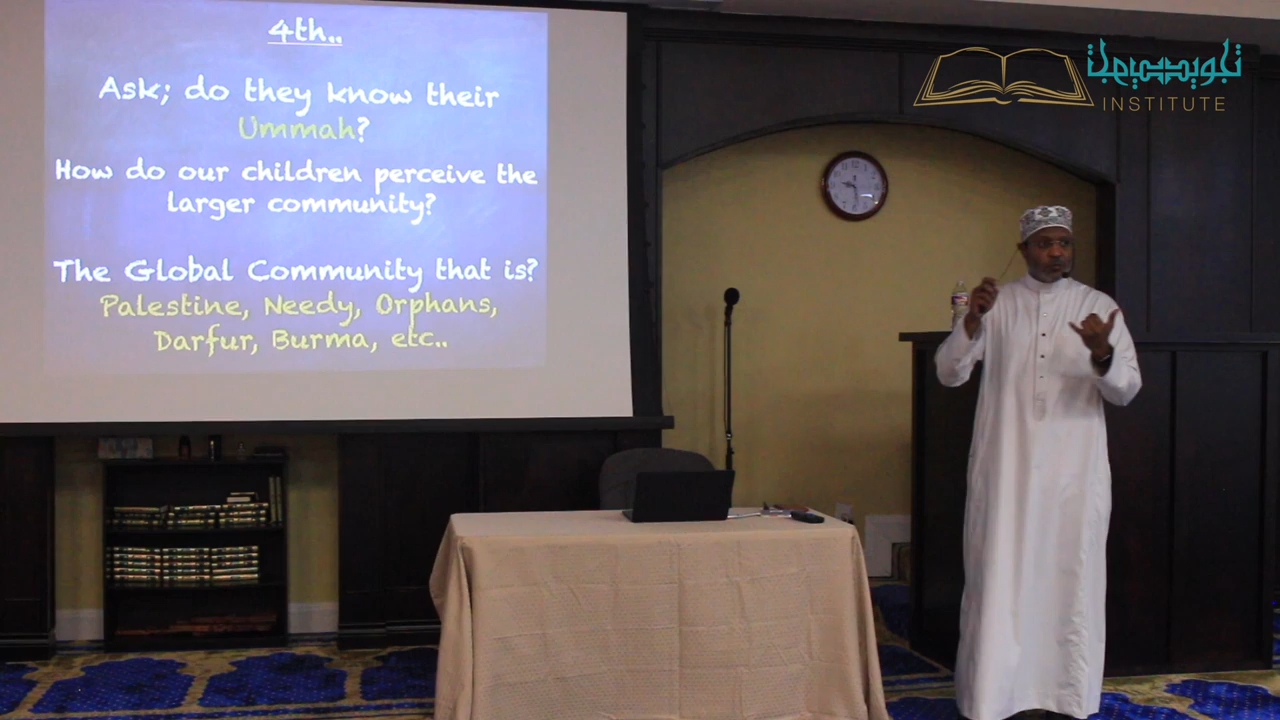 4th..
Ask; do they know their
Ummah?
How do our children perceive the
larger community?
The Global Community that is?
Palestine, Needy, Orphans,
Darfur, Burma, etc..
INSTITUTE